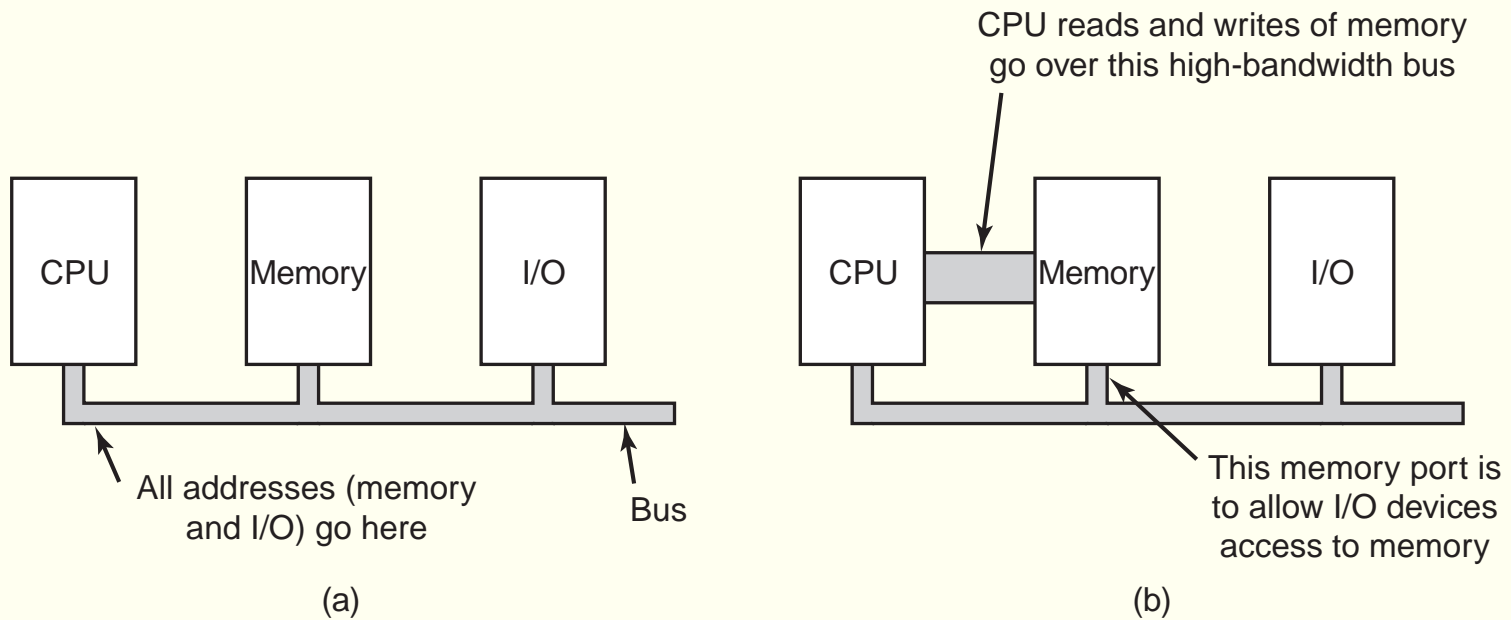 CPU reads and writes of memory
go over this high-bandwidth bus
CPU
Memory
I/O
CPU
Memory
I/O
All addresses (memory
and I/O) go here
Bus
This memory port is
to allow I/O devices
access to memory
(a)
(b)